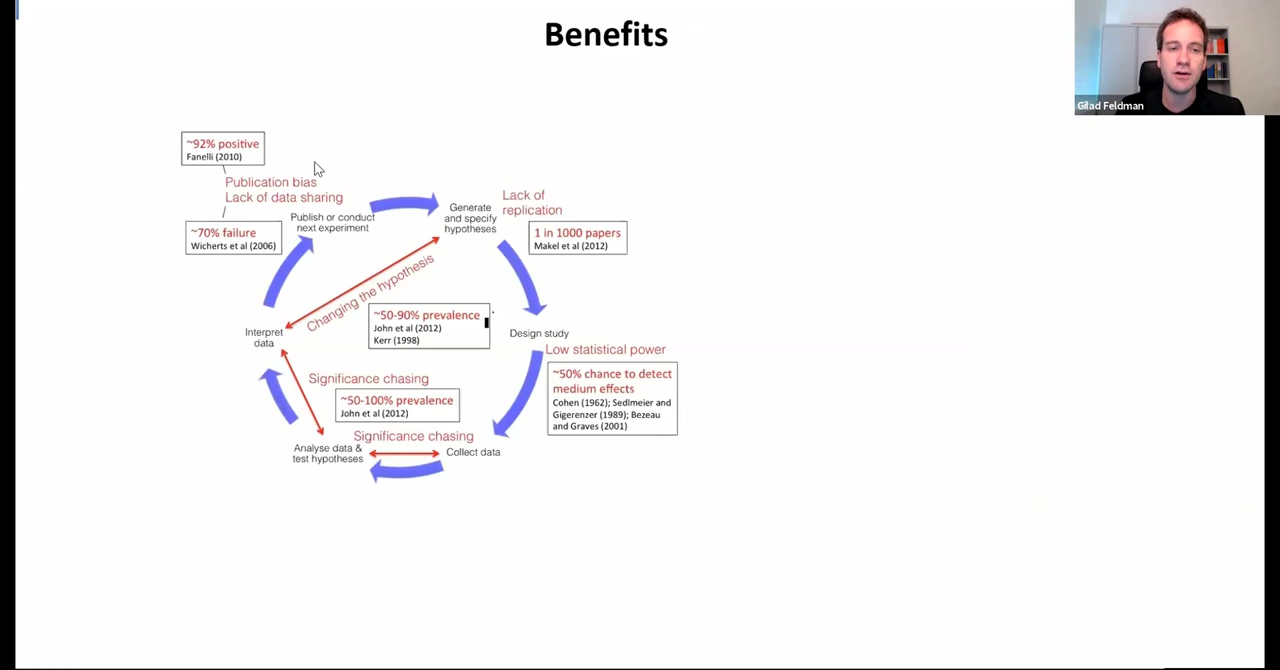 Benefits
Gilad Feldman
~92% positive
Fanelli (2010)
Publication bias
Lack of data sharing
~70% failure
Wicherts et al (2006)
Publish or conduct
next experiment
Generate
and specify
hypotheses
Lack of
replication
1 in 1000 papers
Makel et al (2012)
Changing the hypothesis
~50-90% prevalence
John et al (2012)
Kerr (1998)
Interpret
data
Design study
Low statistical power
~50% chance to detect
medium effects
Cohen (1962); Sedlmeier and
Gigerenzer (1989); Bezeau
and Graves (2001)
Significance chasing
~50-100% prevalence
John et al (2012)
Significance chasing
Analyse data &
test hypotheses
Collect data